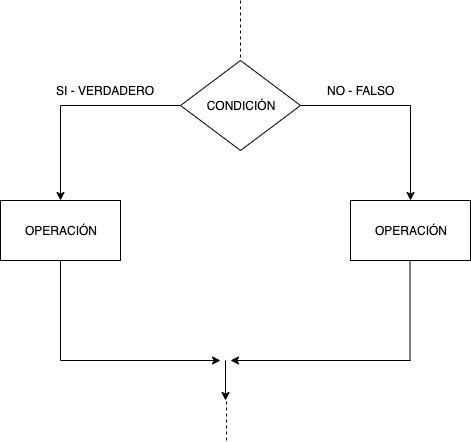 SI - VERDADERO
NO - FALSO
CONDICIÓN
OPERACIÓN
OPERACIÓN